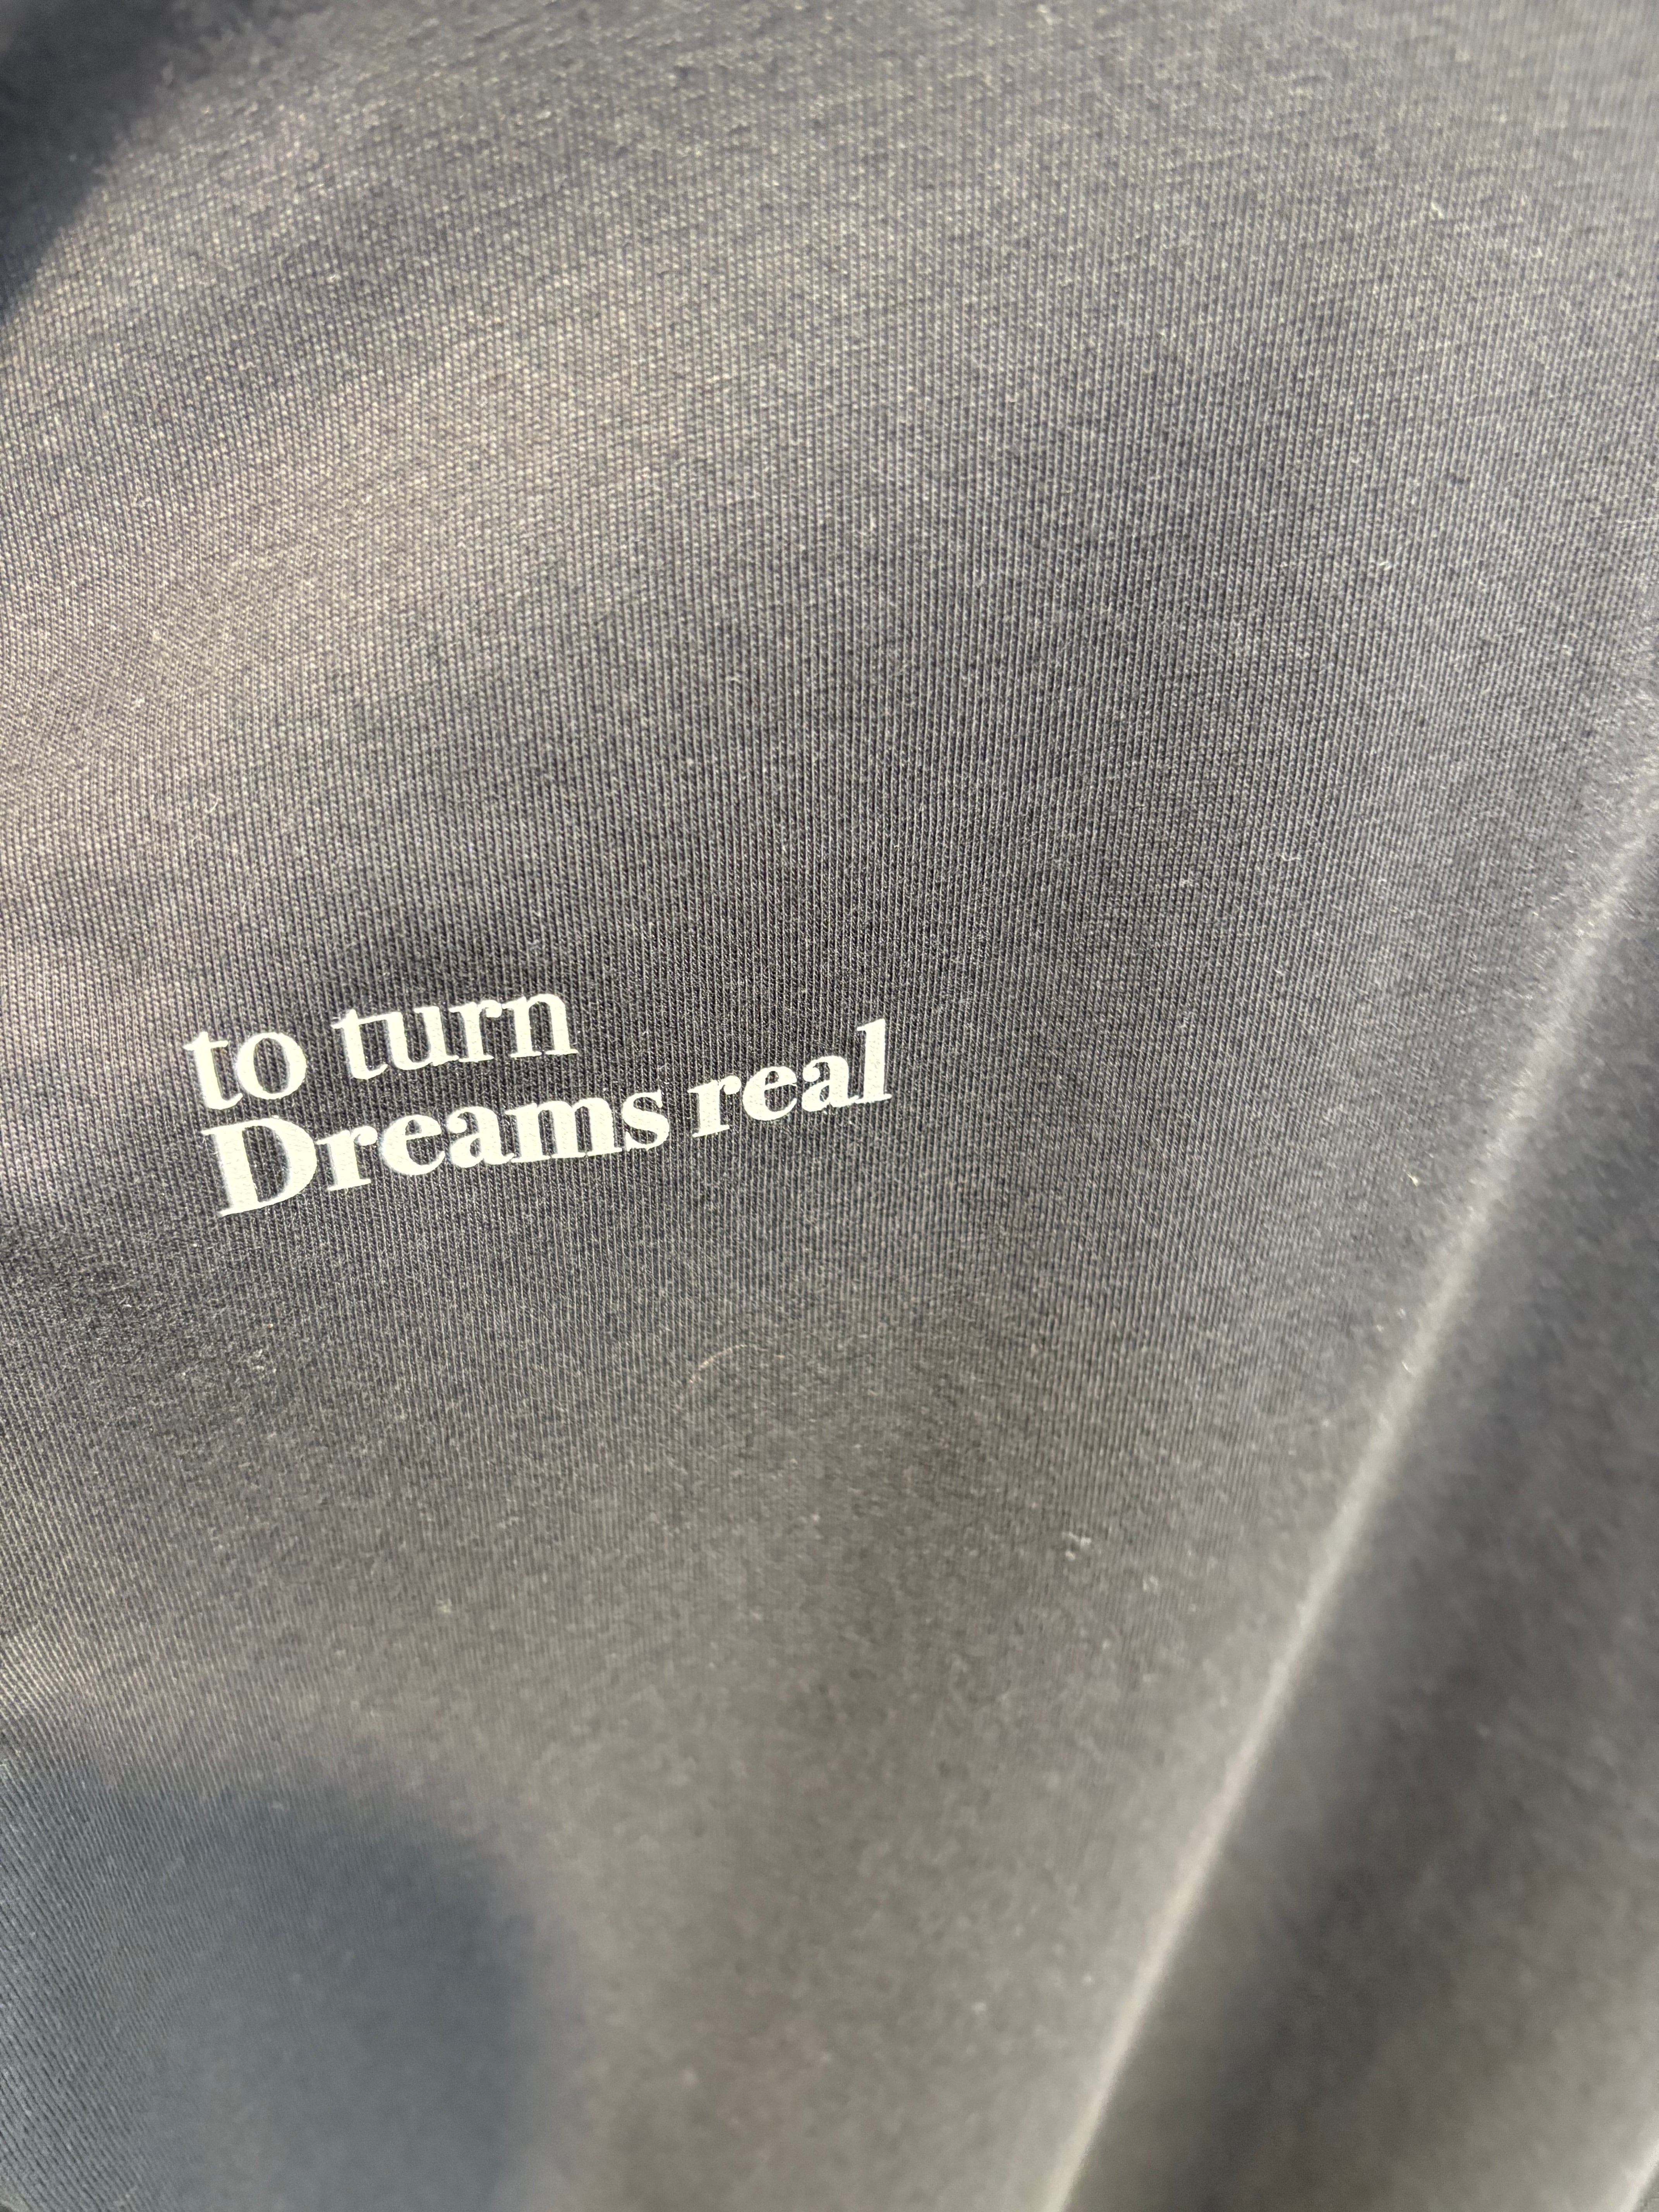 to turn
Dreams real